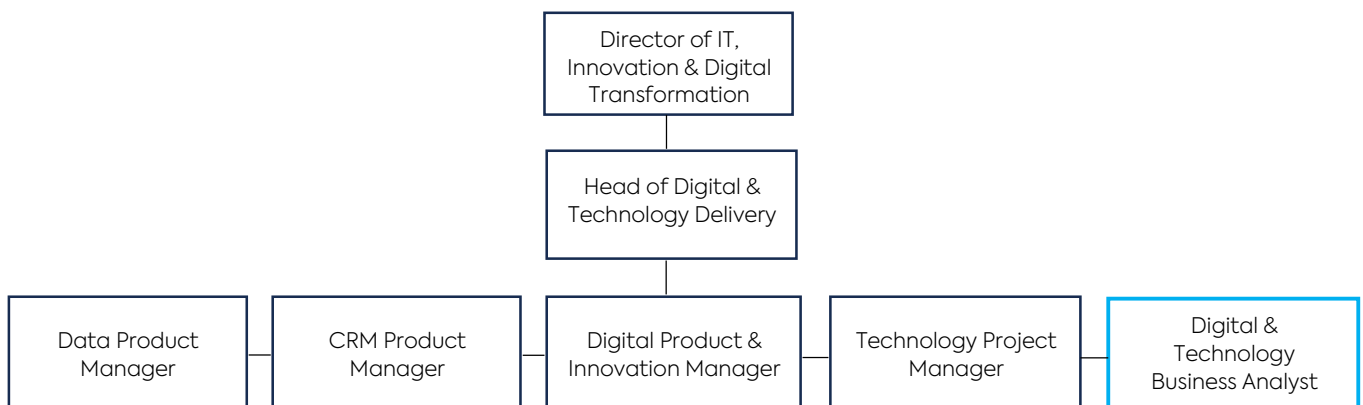 Director of IT,
Innovation & Digital
Transformation
Head of Digital &
Technology Delivery
Data Product
Manager
CRM Product
Manager
Digital Product &
Innovation Manager
Technology Project
Manager
Digital &
Technology
Business Analyst